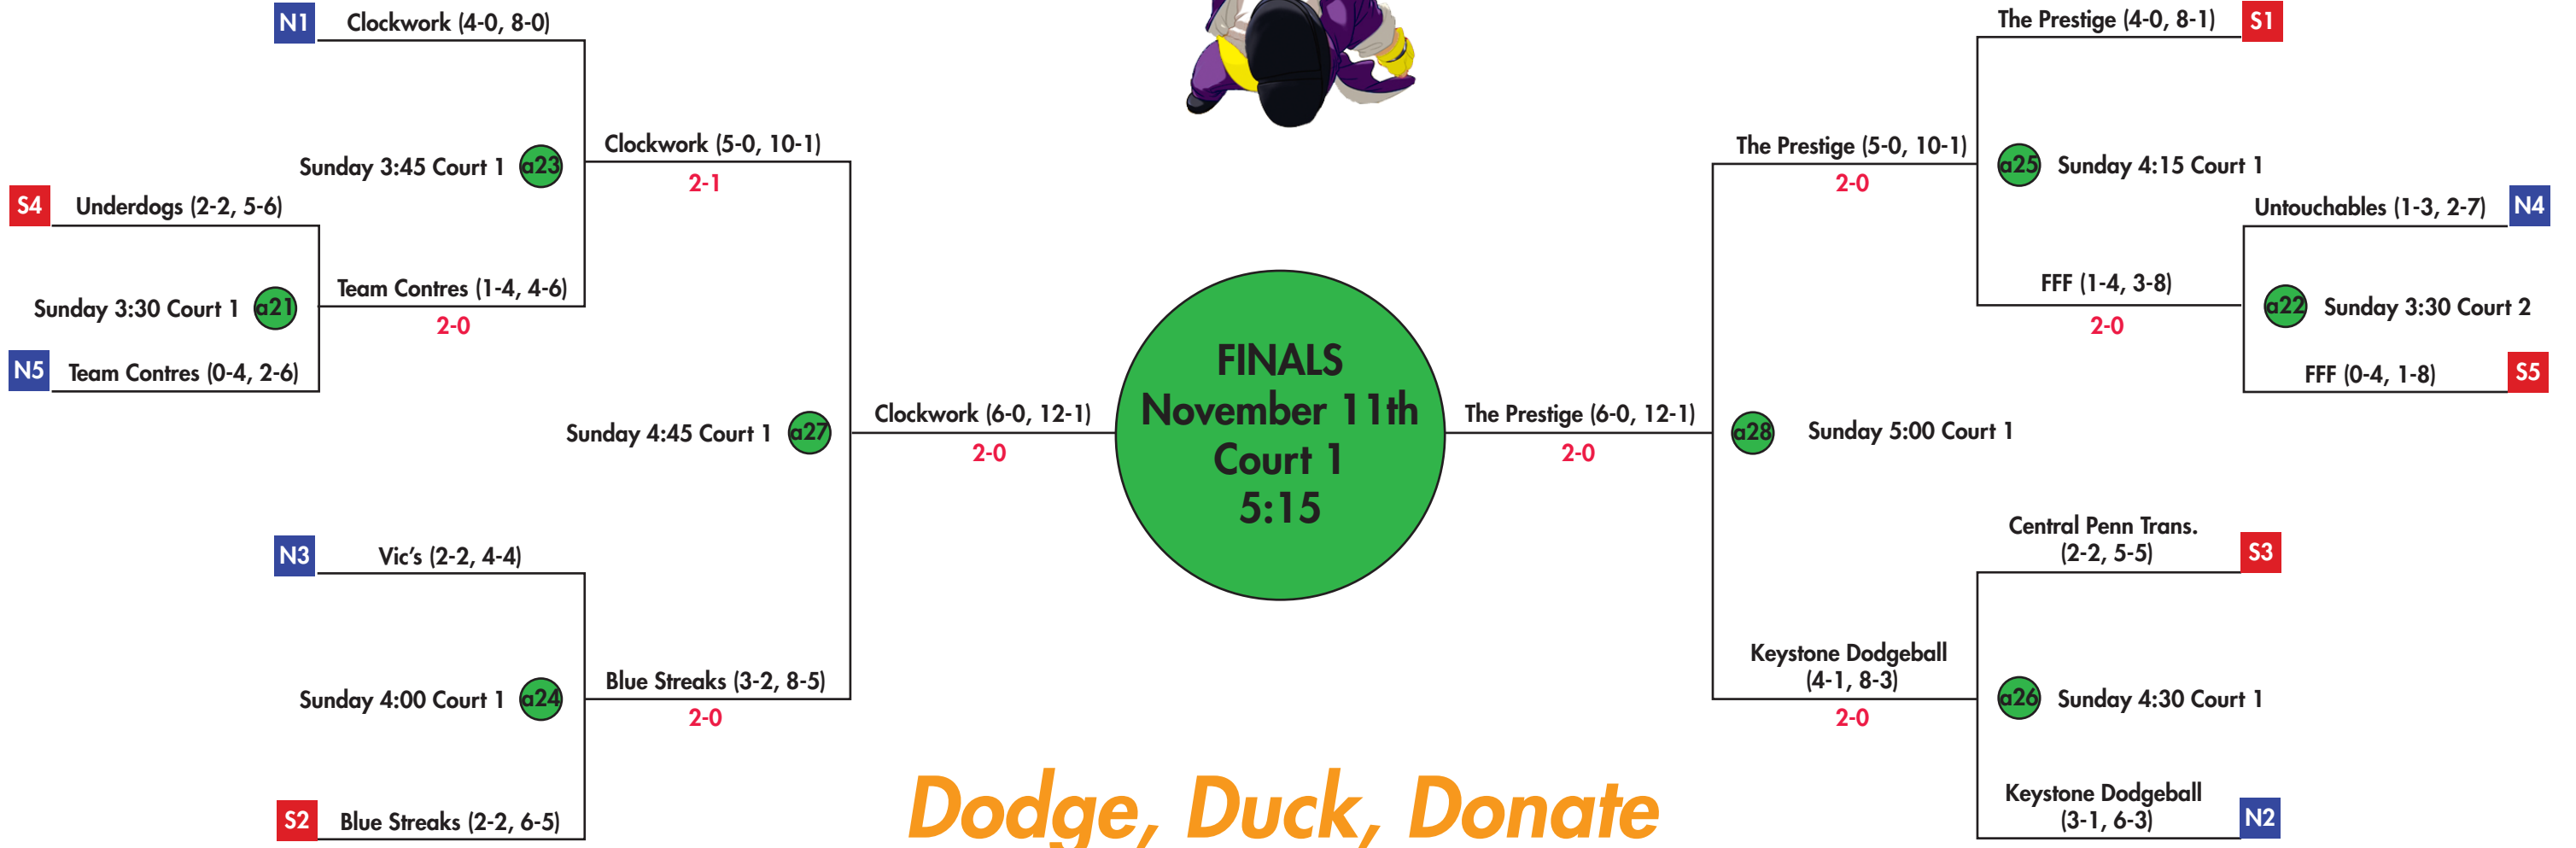 N1
Clockwork (4-0, 8-0)
Sunday 3:45 Court 1
a23
S4
Underdogs (2-2, 5-6)
Sunday 3:30 Court 1
a21
Team Contres (1-4, 4-6)
2-0
N5
Team Contres (0-4, 2-6)
Clockwork (5-0, 10-1)
2-1
Sunday 4:45 Court 1
a27
Clockwork (6-0, 12-1)
2-0
N3
Vic's (2-2, 4-4)
Sunday 4:00 Court 1
a24
Blue Streaks (3-2, 8-5)
2-0
S2
Blue Streaks (2-2, 6-5)
FINALS
November 11th
Court 1
5:15
The Prestige (6-0, 12-1)
2-0
The Prestige (5-0, 10-1)
2-0
a28
Sunday 5:00 Court 1
Keystone Dodgeball
(4-1, 8-3)
2-0
The Prestige (4-0, 8-1)
S1
a25
Sunday 4:15 Court 1
Untouchables (1-3, 2-7)
N4
FFF (1-4, 3-8)
2-0
a22
Sunday 3:30 Court 2
FFF (0-4, 1-8)
S5
Central Penn Trans.
(2-2, 5-5)
S3
a26
Sunday 4:30 Court 1
Keystone Dodgeball
(3-1, 6-3)
N2
Dodge, Duck, Donate